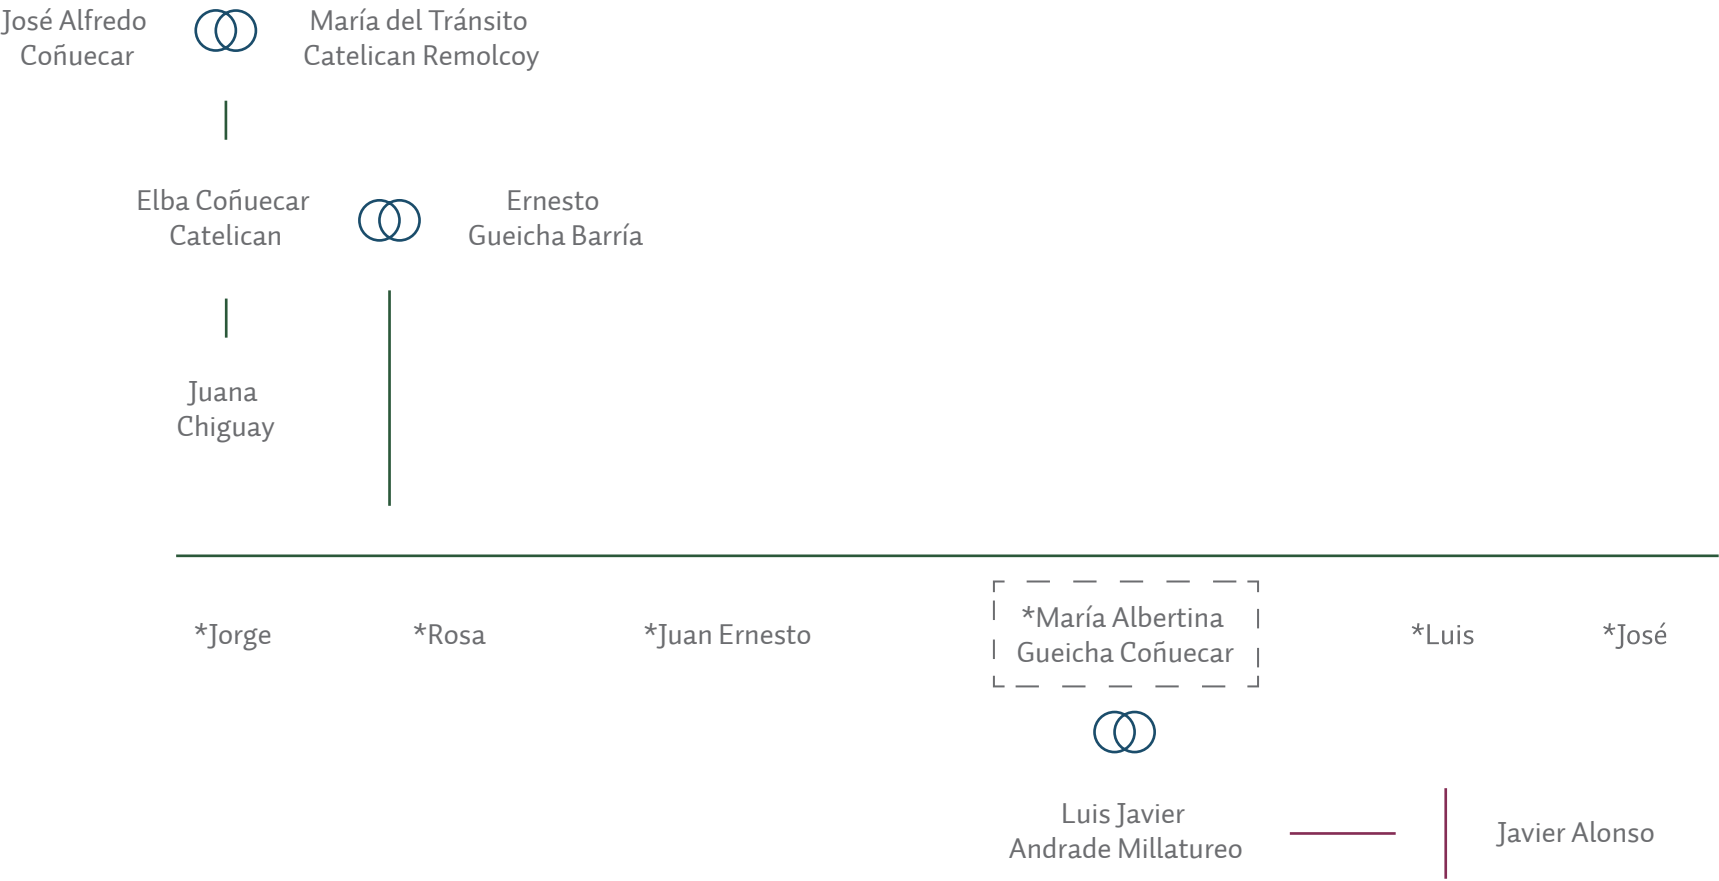 José Alfredo
Coñuecar
María del Tránsito
Catelican Remolcoy
Elba Coñuecar
Catelican
Ernesto
Gueicha Barría
Juana
Chiguay
*Jorge
*Rosa
*Juan Ernesto
*María Albertina
Gueicha Coñuecar
*Luis
*José
Luis Javier
Andrade Millatureo
Javier Alonso